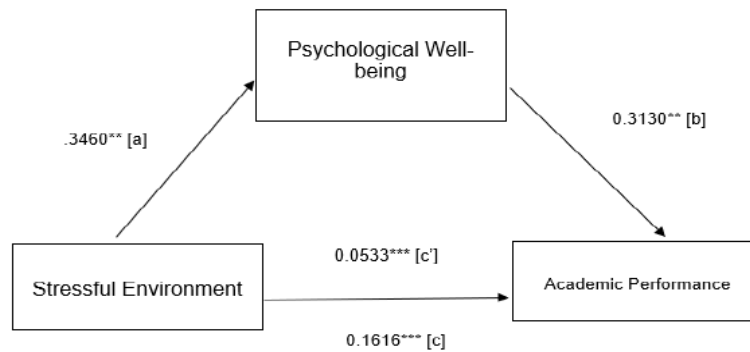 Psychological Well-
being
.3460** [a]
0.3130** [b]
0.0533*** [c']
Stressful Environment
Academic Performance
0.1616*** [c]